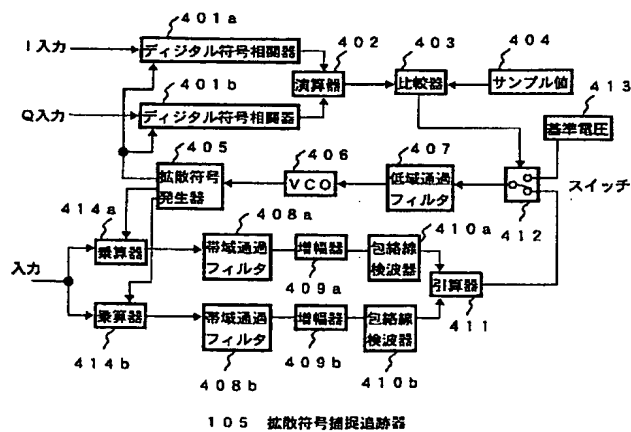 401a
I入力
ディジタル符号相関器
402
403
404
401b
演算器
比較器
サンプル値
413
Q入力
ディジタル符号相関器
基準電圧
405
406
407
拡散符号
発生器
VCO
低域通過
フィルタ
スイッチ
412
414a
408a
410a
乗算器
帯域通過
フィルタ
増幅器
包絡線
検波器
409a
入力
引算器
411
乗算器
帯域通過
フィルタ
増幅器
包絡線
検波器
414b
408b
409b
410b
105 拡散符号捕捉追跡器